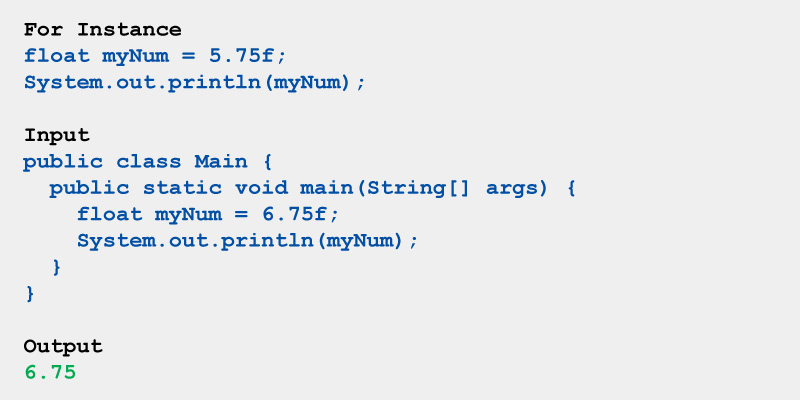 For Instance
float myNum = 5.75f;
System.out.println(myNum);
Input
public class Main {
public static void main(String[] args) {
float myNum = 6.75f;
System.out.println(myNum);
}
}
Output
6.75